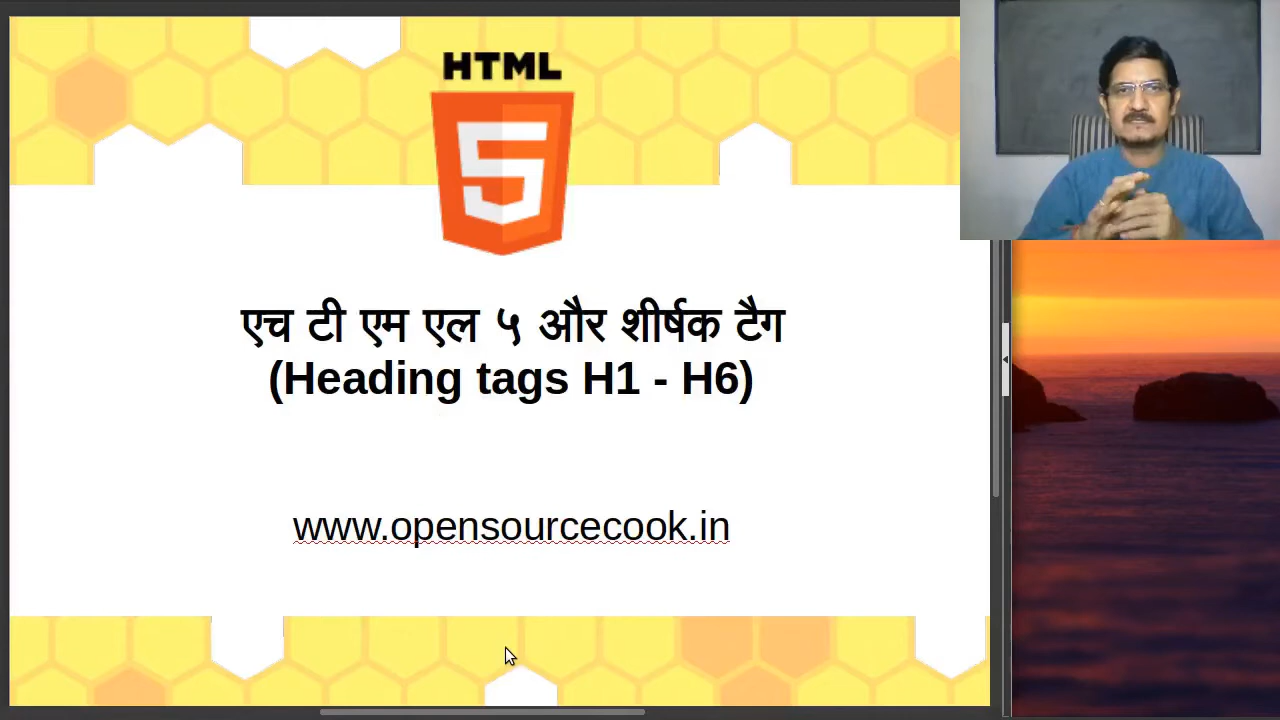 HTML
5
एच टी एम एल ५ और शीर्षक टैग
(Heading tags H1 - H6)
www.opensourcecook.in